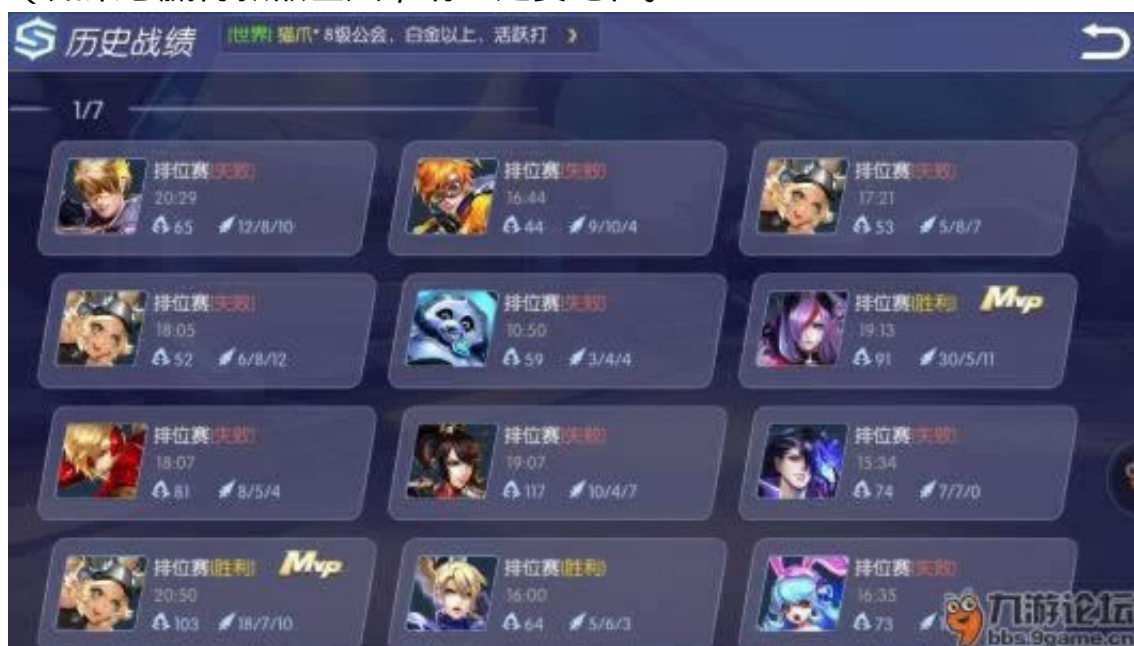 历史战绩
[世界] 猫爪* 8级公会，白金以上、活跃打
1/7
排位赛(失败)
20:29
65 12/8/10
排位赛(失败)
16:44
44 9/10/4
排位赛(失败)
17:21
53 5/8/7
排位赛(失败)
18:05
52 6/8/12
排位赛(失败)
10:50
59 3/4/4
排位赛(胜利) Mvp
19:13
91 30/5/11
排位赛(失败)
18:07
81 8/5/4
排位赛(失败)
19:07
117 10/4/7
排位赛(失败)
15:34
74 7/7/0
排位赛(胜利) Mvp
20:50
103 18/7/10
排位赛(胜利)
16:00
64 5/6/3
排位赛(失败)
16:35
73
九游论坛
bbs.9game.cn